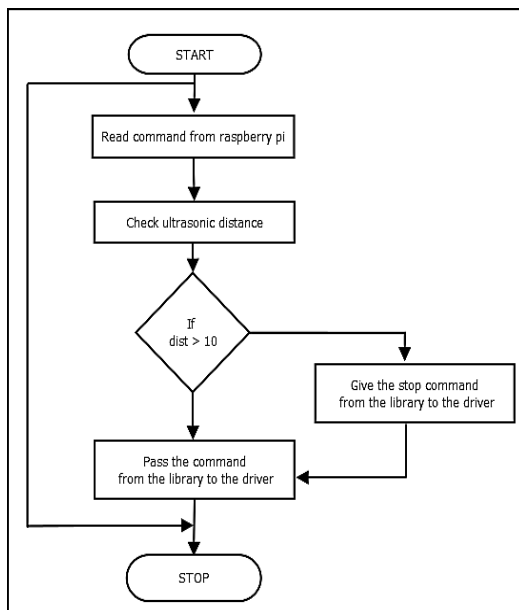 START
Read command from raspberry pi
Check ultrasonic distance
If
dist > 10
Give the stop command
from the library to the driver
Pass the command
from the library to the driver
STOP